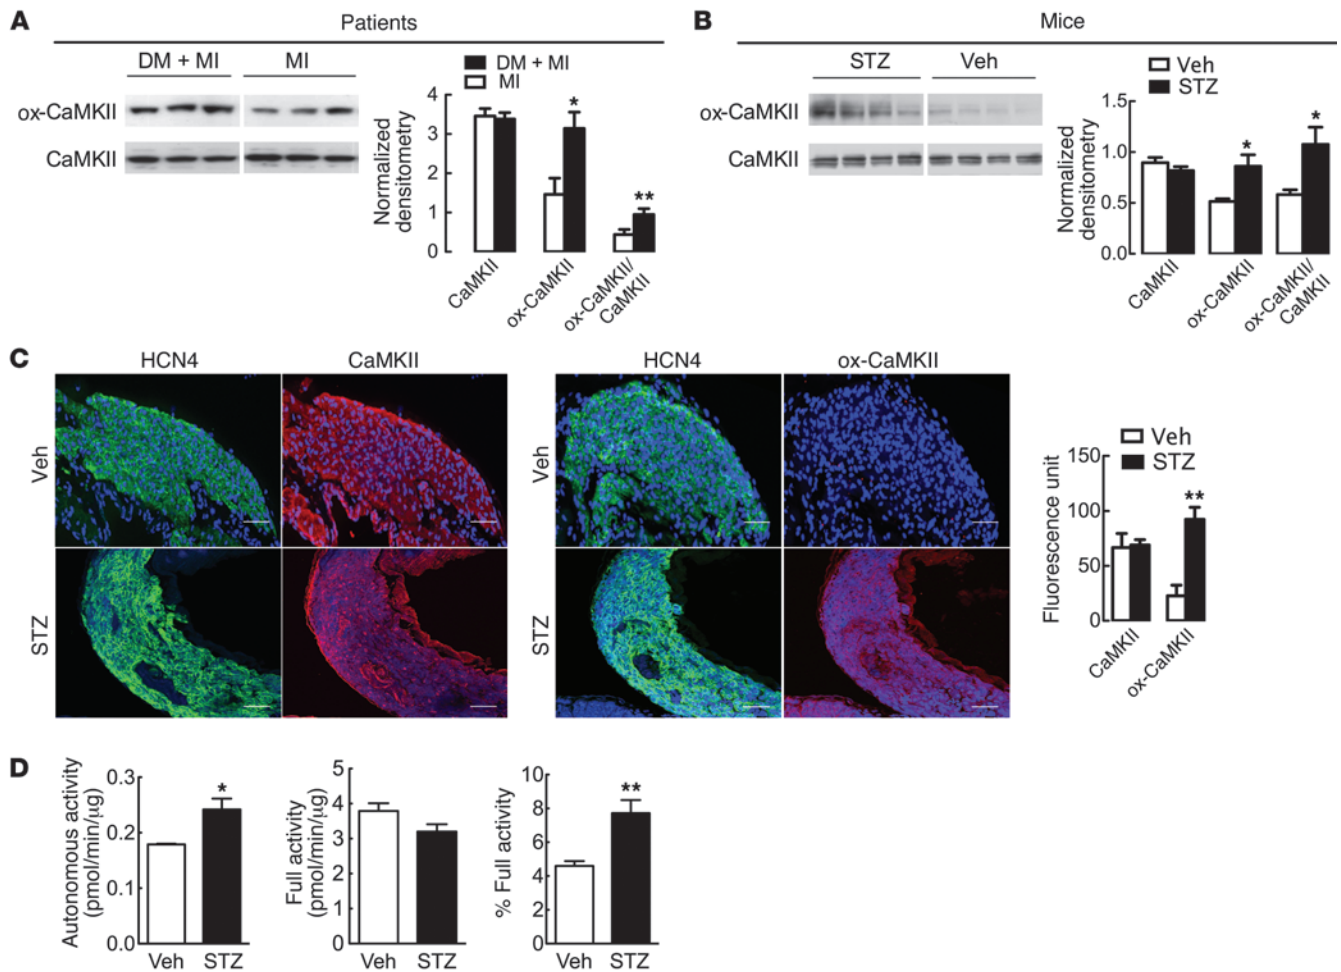 A
Patients
DM + MI
MI
ox-CaMKII
CaMKII
DM + MI
MI
Normalized
densitometry
4
3
2
1
0
*
**
CaMKII
ox-CaMKII
ox-CaMKII/
CaMKII
B
Mice
STZ
Veh
ox-CaMKII
CaMKII
Veh
STZ
Normalized
densitometry
1.5
1.0
0.5
0.0
*
*
CaMKII
ox-CaMKII
ox-CaMKII/
CaMKII
C
HCN4
CaMKII
HCN4
ox-CaMKII
Veh
Veh
STZ
STZ
Veh
STZ
Fluorescence unit
150
100
50
0
**
CaMKII
ox-CaMKII
D
Autonomous activity
(pmol/min/μg)
0.3
0.2
0.1
0.0
*
Veh STZ
Full activity
(pmol/min/μg)
5
4
3
2
1
0
Veh STZ
% Full activity
10
8
6
4
2
0
**
Veh STZ